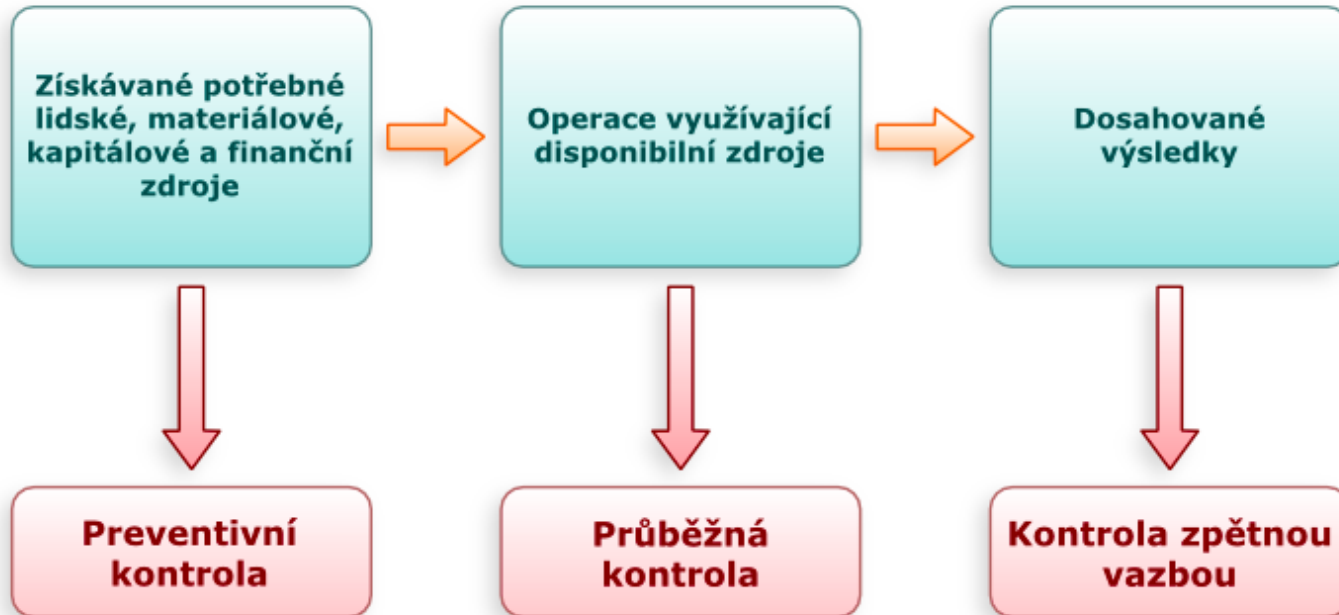 Získávané potřebné
lidské, materiálové,
kapitálové a finanční
zdroje
Operace využívající
disponibilní zdroje
Dosahované
výsledky
Preventivní
kontrola
Průběžná
kontrola
Kontrola zpětnou
vazbou